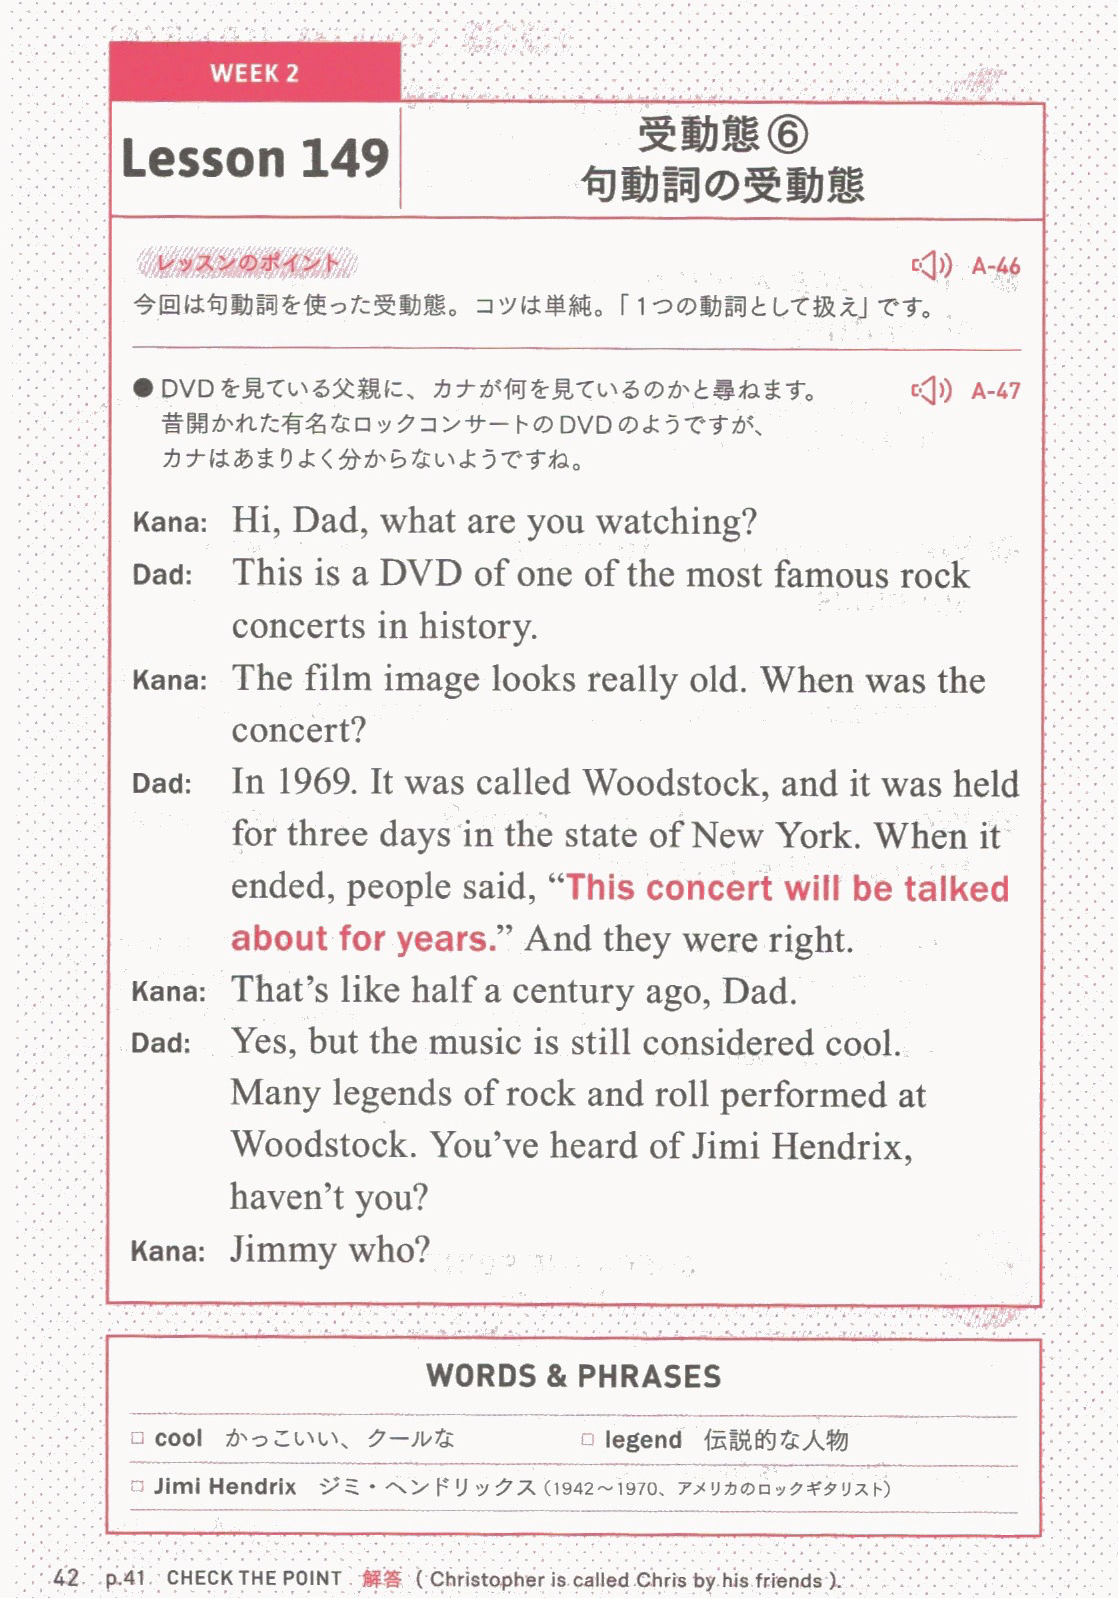 WEEK 2
Lesson 149
受動態⑥
句動詞の受動態
レッスンのポイント
A-46
今回は句動詞を使った受動態。コツは単純。「1つの動詞として扱え」です。
● DVDを見ている父親に、カナが何を見ているのかと尋ねます。
A-47
昔開かれた有名なロックコンサートのDVDのようですが、
カナはあまりよく分からないようですね。
Kana: Hi, Dad, what are you watching?
Dad: This is a DVD of one of the most famous rock
concerts in history.
Kana: The film image looks really old. When was the
concert?
Dad: In 1969. It was called Woodstock, and it was held
for three days in the state of New York. When it
ended, people said, “This concert will be talked
about for years.” And they were right.
Kana: That’s like half a century ago, Dad.
Dad: Yes, but the music is still considered cool.
Many legends of rock and roll performed at
Woodstock. You’ve heard of Jimi Hendrix,
haven’t you?
Kana: Jimmy who?
WORDS & PHRASES
□ cool かっこいい、クールな □ legend 伝説的な人物
□ Jimi Hendrix ジミ・ヘンドリックス（1942～1970、アメリカのロックギタリスト）
42 p.41 CHECK THE POINT 解答 ( Christopher is called Chris by his friends ).